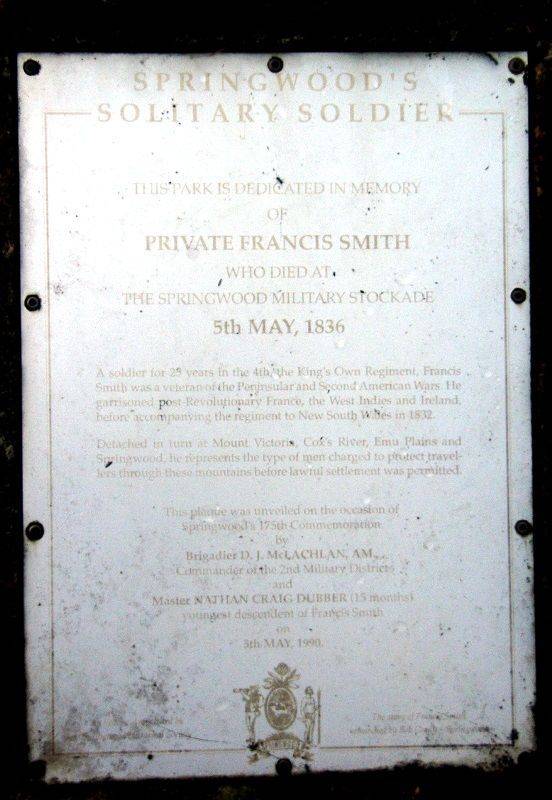 SPRINGWOOD'S
SOLITARY SOLDIER
THIS PARK IS DEDICATED IN MEMORY
OF
PRIVATE FRANCIS SMITH
WHO DIED AT
THE SPRINGWOOD MILITARY STOCKADE
5th MAY, 1836
A soldier for 25 years in the 4th, the King's Own Regiment, Francis
Smith was a veteran of the Peninsular and Second American Wars. He
garrisoned post-Revolutionary France, the West Indies and Ireland,
before accompanying the regiment to New South Wales in 1832.
Detached in turn at Mount Victoria, Cox's River, Emu Plains and
Springwood, he represents the type of men charged to protect travel-
lers through these mountains before lawful settlement was permitted.
This plaque was unveiled on the occasion of
Springwood's 175th Commemoration
by
Brigadier D. J. McLACHLAN, AM.,
Commander of the 2nd Military District
and
Master NATHAN CRAIG DUBBER (15 months)
youngest descendent of Francis Smith
on
5th MAY, 1990.
The story of Francis Smith
by Springwood